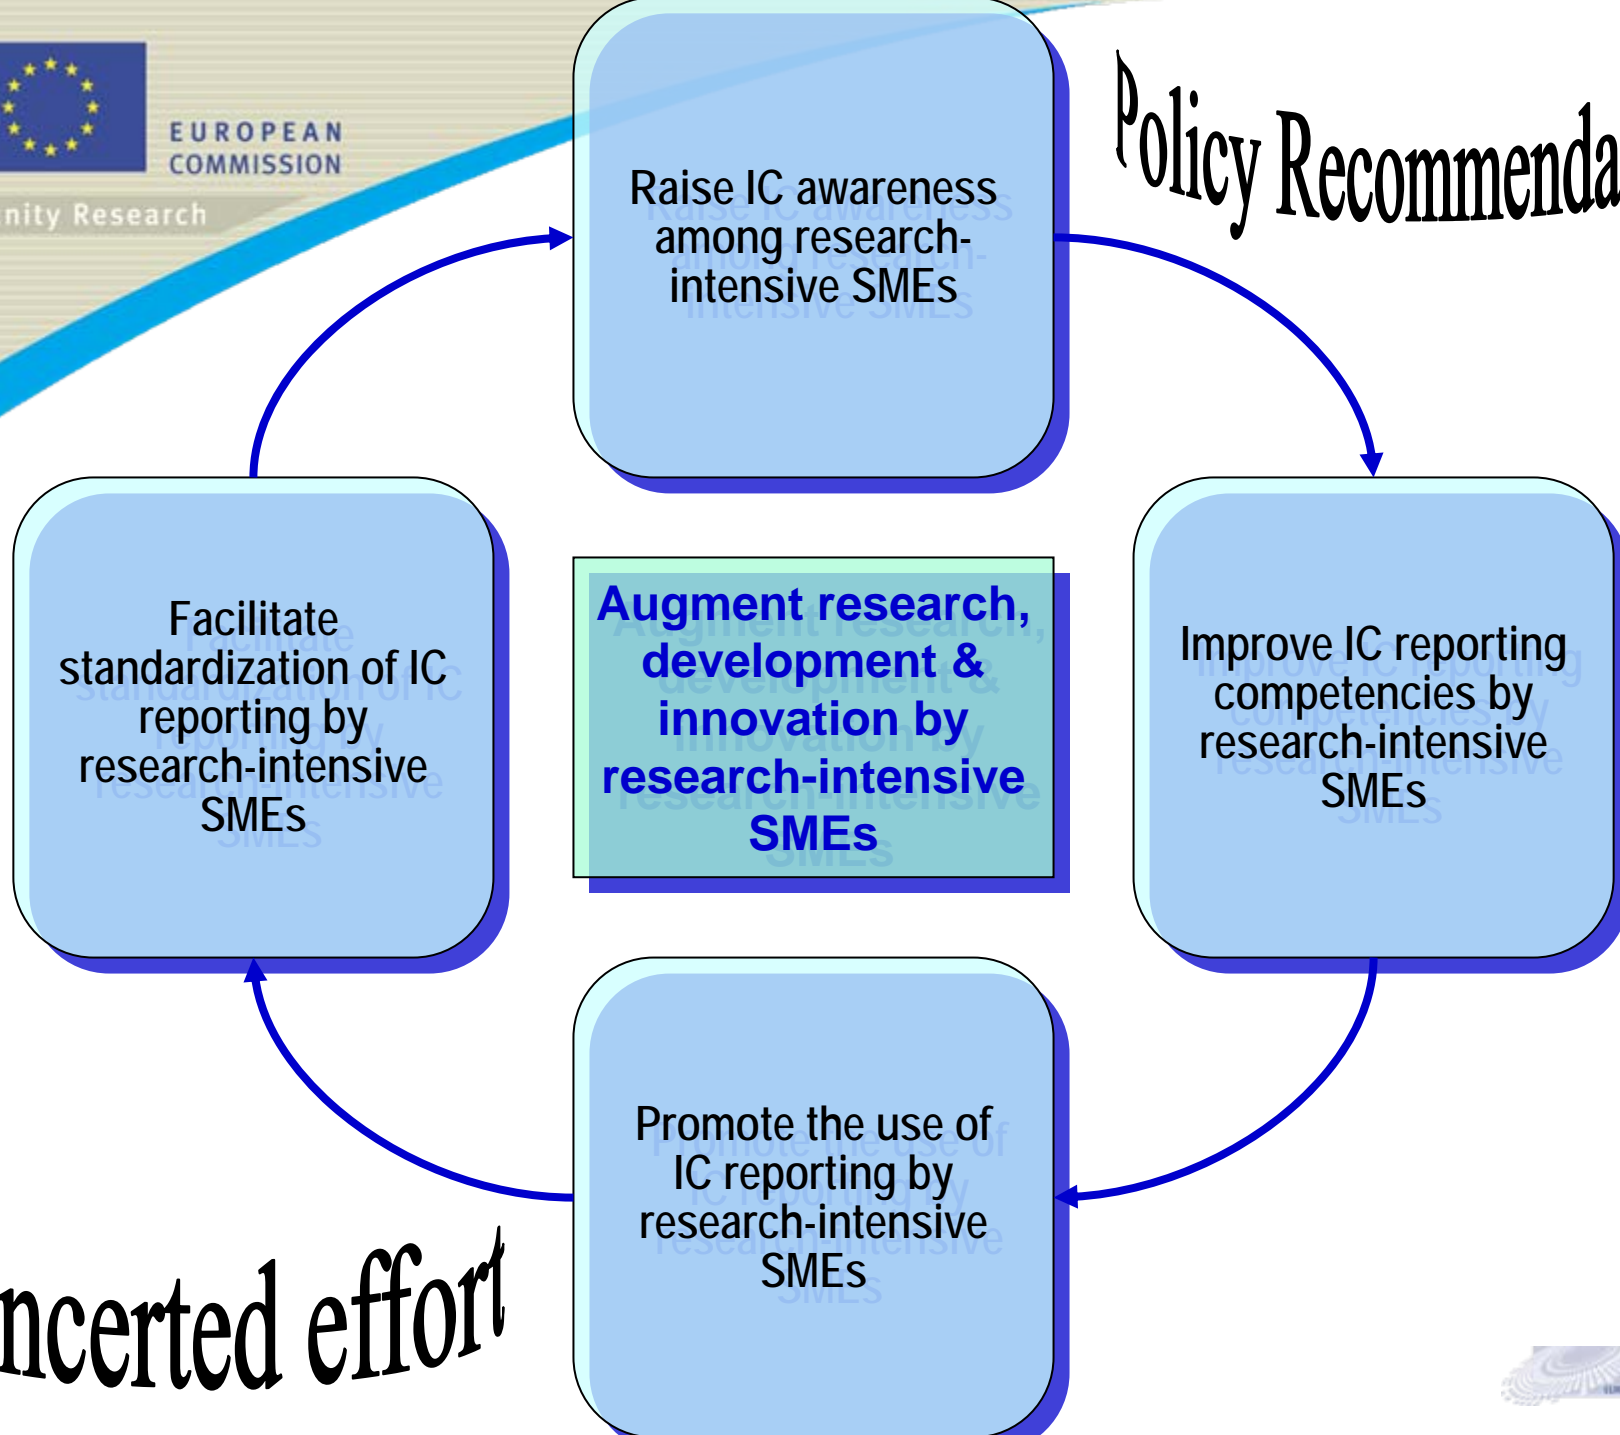 EUROPEAN
COMMISSION
nity Research
Policy Recommenda
Raise IC awareness
among research-
intensive SMEs
Facilitate
standardization of IC
reporting by
research-intensive
SMEs
Augment research,
development &
innovation by
research-intensive
SMEs
Improve IC reporting
competencies by
research-intensive
SMEs
Promote the use of
IC reporting by
research-intensive
SMEs
ncerted effort